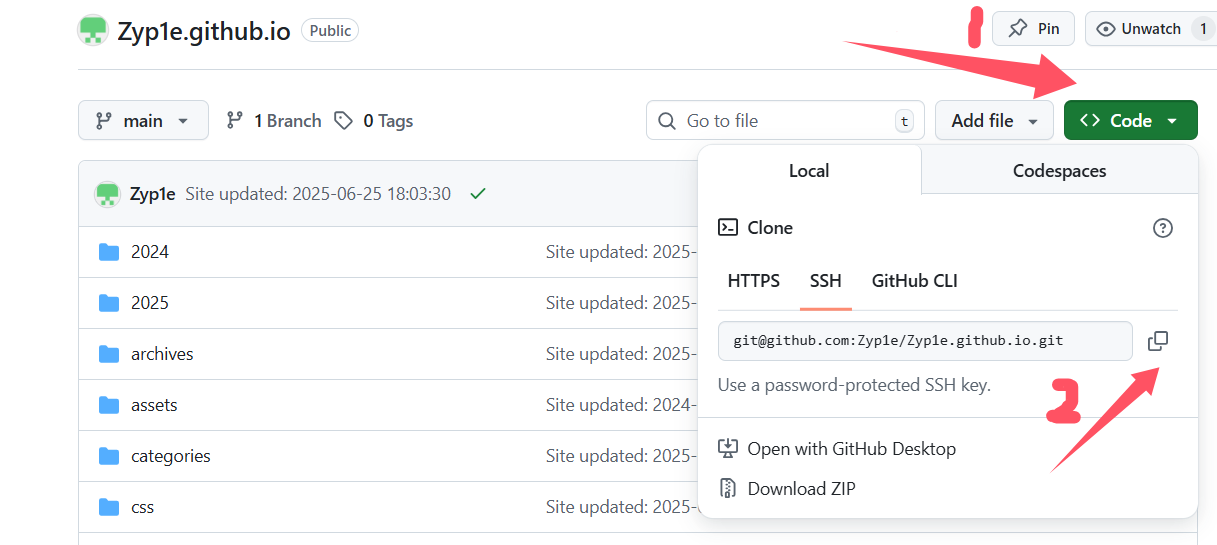 Zyp1e.github.io Public
1
Pin
Unwatch 1
main
1 Branch
0 Tags
Go to file t
Add file
Code
Zyp1e Site updated: 2025-06-25 18:03:30
2024 Site updated: 2025-
2025 Site updated: 2025-
archives Site updated: 2025-
assets Site updated: 2024-
categories Site updated: 2025-
css Site updated: 2025-
Local Codespaces
Clone
HTTPS SSH GitHub CLI
git@github.com:Zyp1e/Zyp1e.github.io.git
Use a password-protected SSH key.
2
Open with GitHub Desktop
Download ZIP